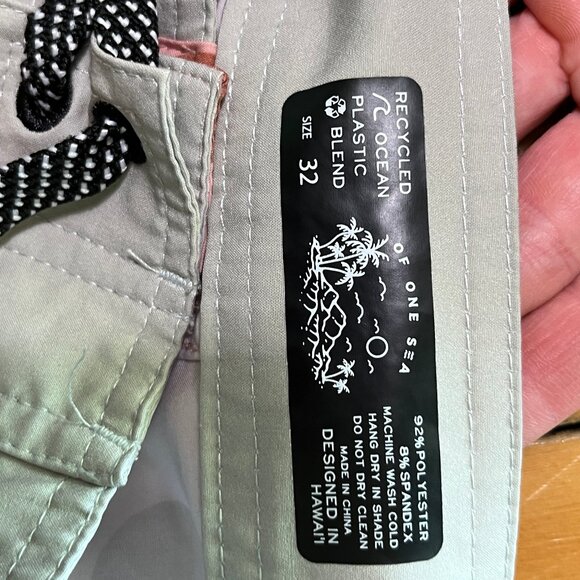 RECYCLED
OCEAN
PLASTIC
BLEND
SIZE 32
OF ONE SEA
92% POLYESTER
8% SPANDEX
MACHINE WASH COLD
HANG DRY IN SHADE
DO NOT DRY CLEAN
MADE IN CHINA
DESIGNED IN
HAWAI'I